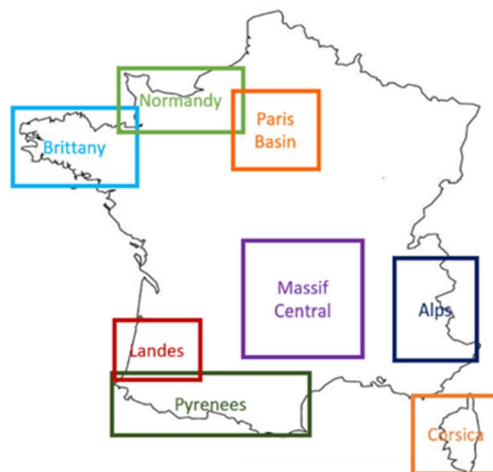 Normandy
Paris
Basin
Brittany
Massif
Central
Alps
Landes
Pyrenees
Corsica